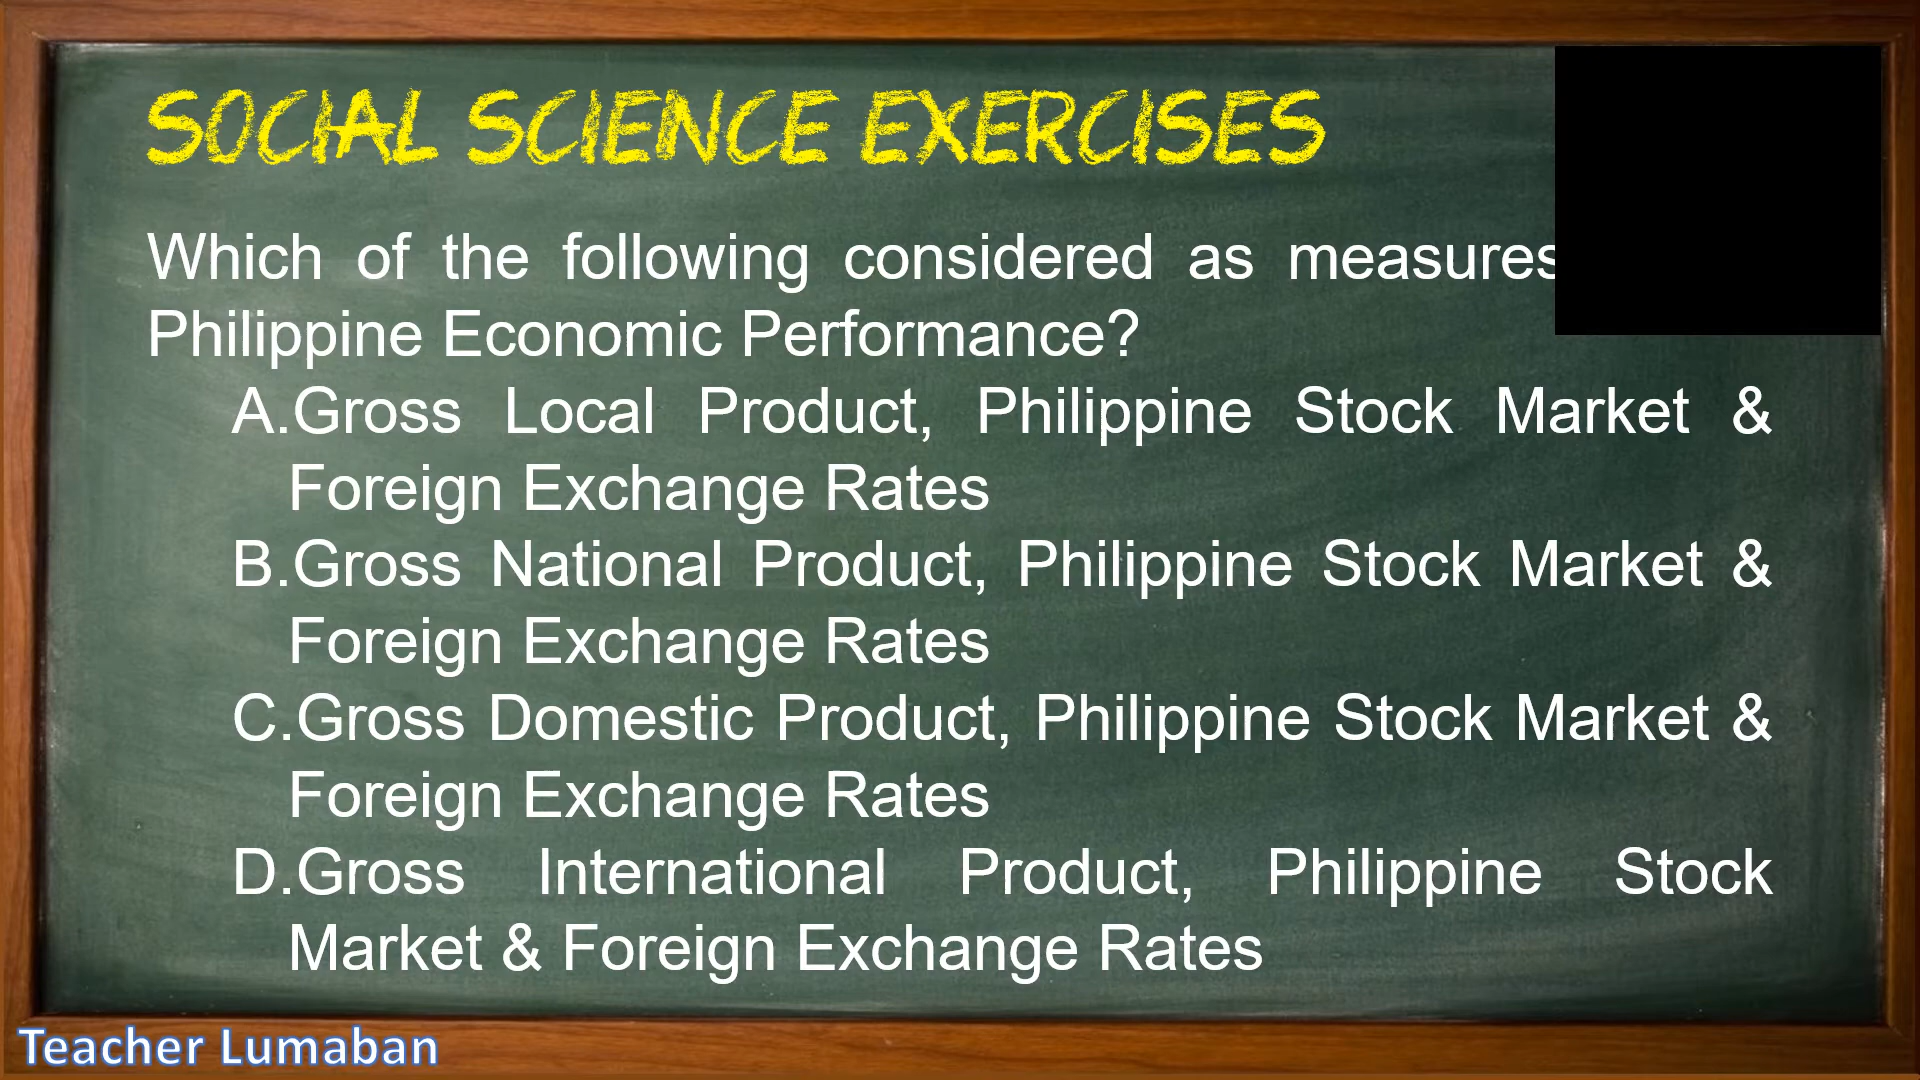 SOCIAL SCIENCE EXERCISES
Which of the following considered as measures
Philippine Economic Performance?
A.Gross Local Product, Philippine Stock Market &
Foreign Exchange Rates
B.Gross National Product, Philippine Stock Market &
Foreign Exchange Rates
C.Gross Domestic Product, Philippine Stock Market &
Foreign Exchange Rates
D.Gross International Product, Philippine Stock
Market & Foreign Exchange Rates
Teacher Lumaban